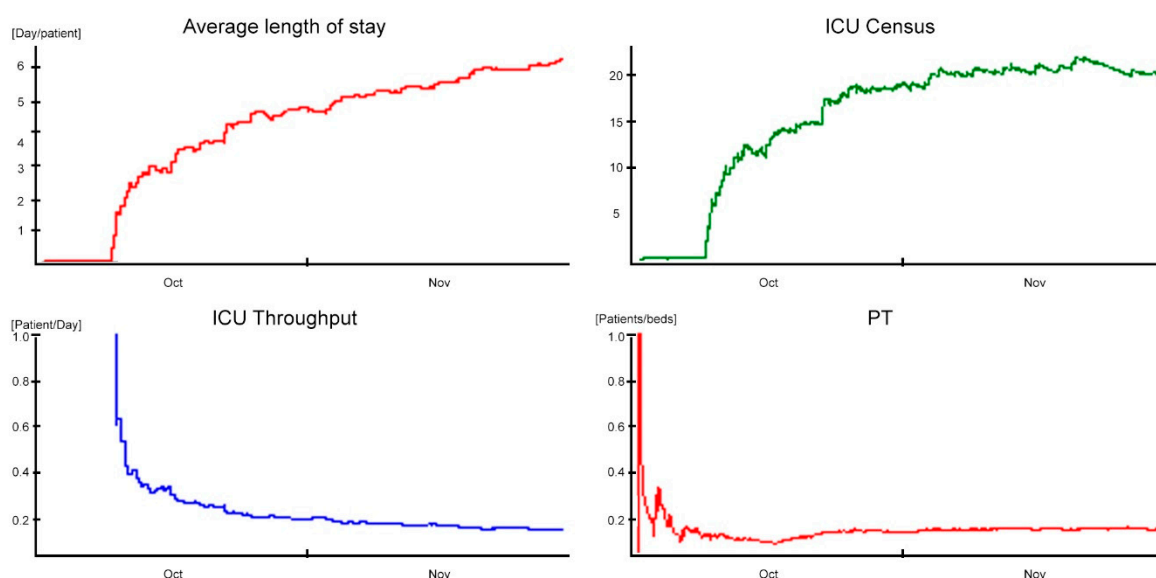 Average length of stay
[Day/patient]
6
5
4
3
2
1
Oct
Nov
ICU Census
20
15
10
5
Oct
Nov
ICU Throughput
[Patient/Day]
1.0
0.8
0.6
0.4
0.2
Oct
Nov
PT
[Patients/beds]
1.0
0.8
0.6
0.4
0.2
Oct
Nov